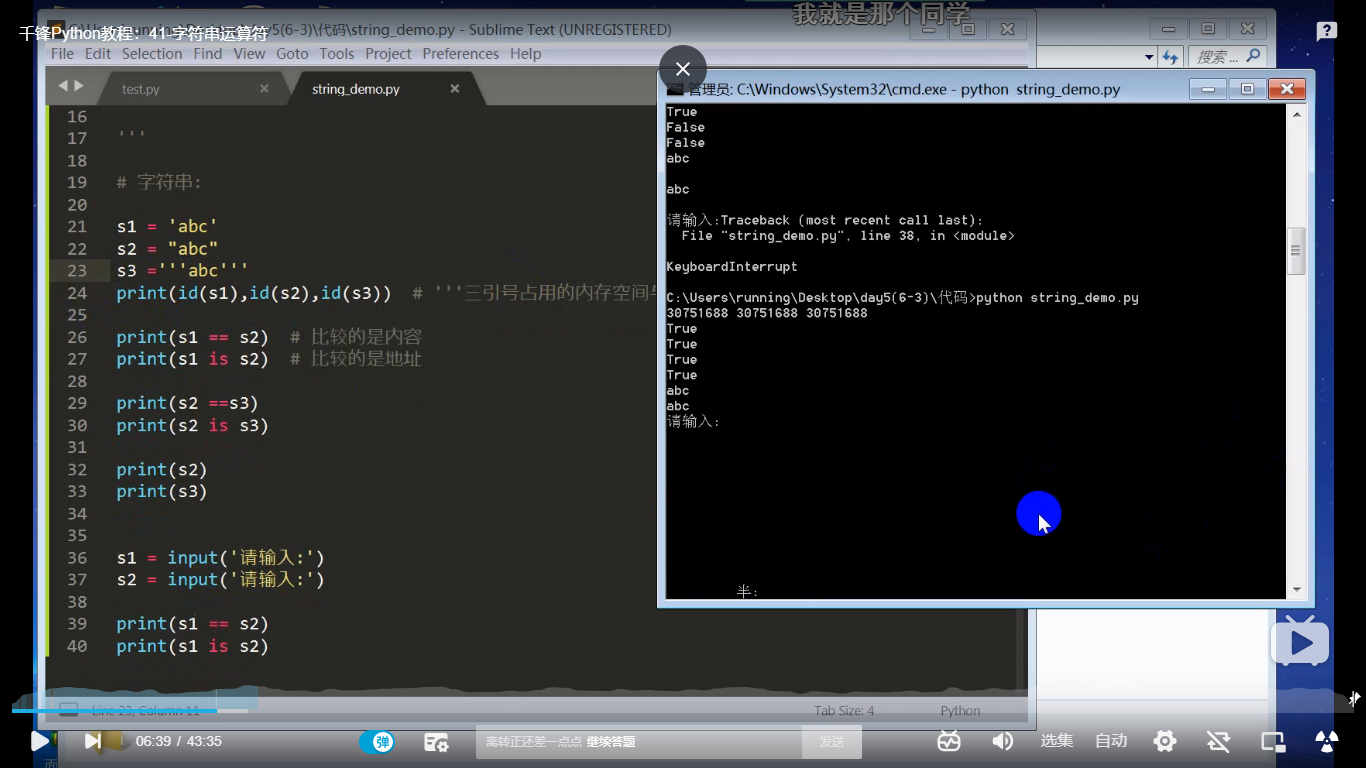 我就是那个同学
千锋Python教程：41-字符串运算符
5(6-3)\代码\string_demo.py - Sublime Text (UNREGISTERED)
File Edit Selection Find View Goto Tools Project Preferences Help
搜索 ...
test.py
string_demo.py
16
17 '''
18
19 # 字符串:
20
21 s1 = 'abc'
22 s2 = "abc"
23 s3 ='''abc'''
24 print(id(s1),id(s2),id(s3)) # '''三引号占用的内存空间
25
26 print(s1 == s2) # 比较的是内容
27 print(s1 is s2) # 比较的是地址
28
29 print(s2 ==s3)
30 print(s2 is s3)
31
32 print(s2)
33 print(s3)
34
35
36 s1 = input('请输入:')
37 s2 = input('请输入:')
38
39 print(s1 == s2)
40 print(s1 is s2)
管理员: C:\Windows\System32\cmd.exe - python string_demo.py
True
False
False
abc
abc
请输入:Traceback (most recent call last):
File "string_demo.py", line 38, in <module>
KeyboardInterrupt
C:\Users\running\Desktop\day5(6-3)\代码>python string_demo.py
30751688 30751688 30751688
True
True
True
True
abc
abc
请输入:
半:
Line 23, Column 11
Tab Size: 4
Python
06:39 / 43:35
弹
离转正还差一点点 继续答题
发送
选集
自动